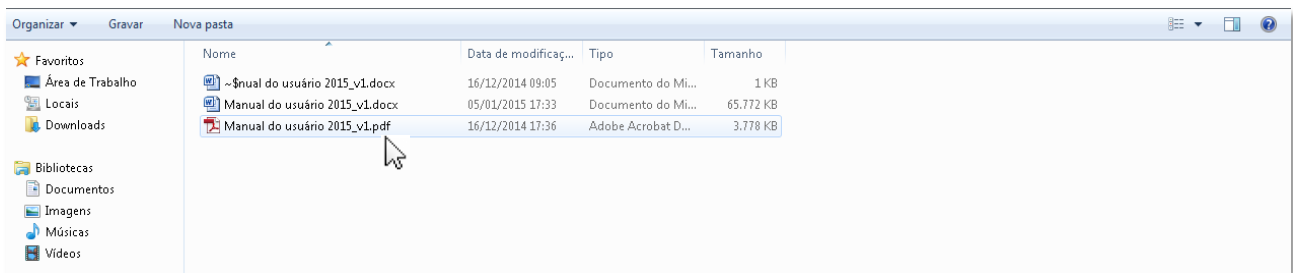 Organizar Gravar Nova pasta
Favoritos
Área de Trabalho
Locais
Downloads
Bibliotecas
Documentos
Imagens
Músicas
Vídeos
Nome Data de modificaç... Tipo Tamanho
~$nual do usuário 2015_v1.docx 16/12/2014 09:05 Documento do Mi... 1 KB
Manual do usuário 2015_v1.docx 05/01/2015 17:33 Documento do Mi... 65.772 KB
Manual do usuário 2015_v1.pdf 16/12/2014 17:36 Adobe Acrobat D... 3.778 KB